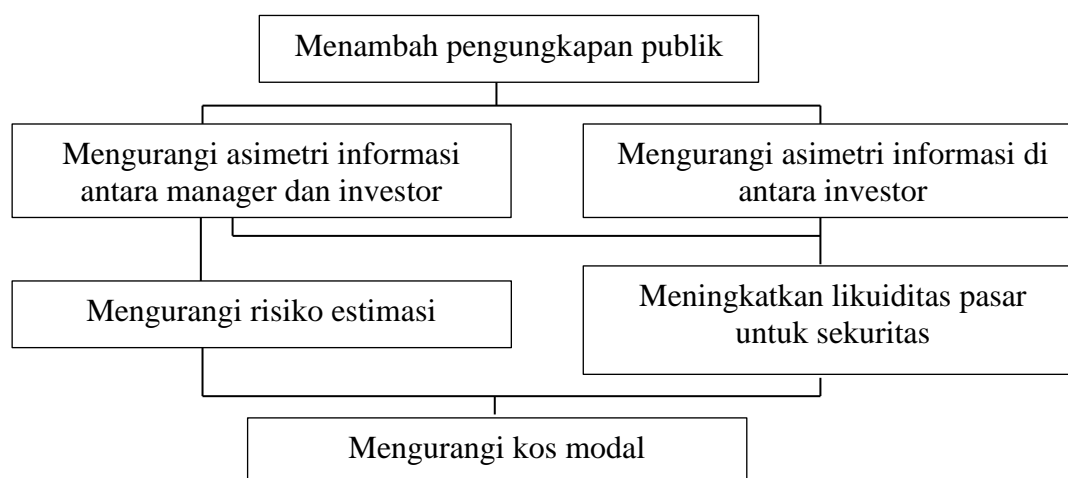 Menambah pengungkapan publik
Mengurangi asimetri informasi
antara manager dan investor
Mengurangi asimetri informasi di
antara investor
Mengurangi risiko estimasi
Meningkatkan likuiditas pasar
untuk sekuritas
Mengurangi kos modal